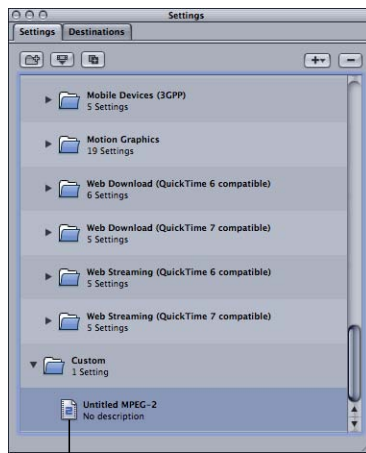 Settings
Settings Destinations
Mobile Devices (3GPP)
5 Settings
Motion Graphics
19 Settings
Web Download (QuickTime 6 compatible)
6 Settings
Web Download (QuickTime 7 compatible)
5 Settings
Web Streaming (QuickTime 6 compatible)
5 Settings
Web Streaming (QuickTime 7 compatible)
5 Settings
Custom
1 Setting
Untitled MPEG-2
No description